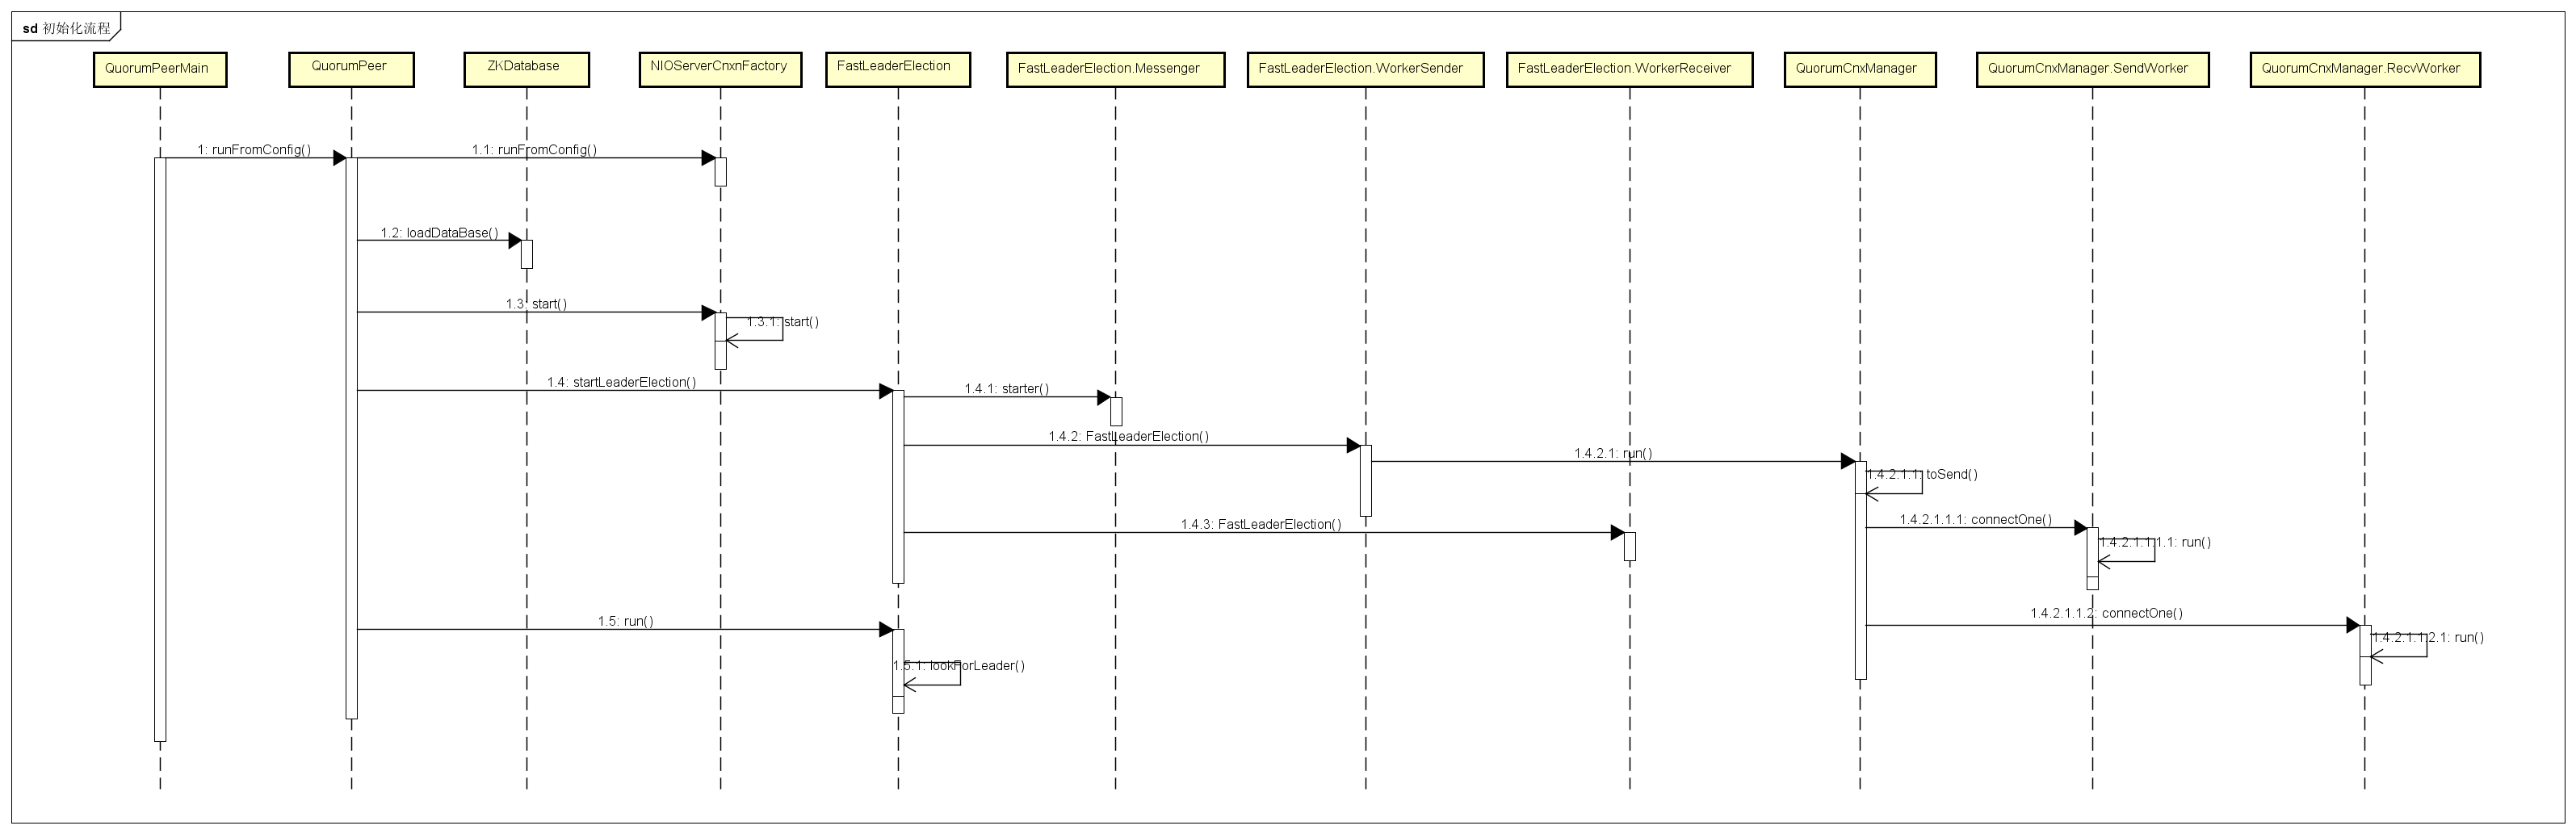 sd 初始化流程
QuorumPeerMain
QuorumPeer
ZKDatabase
NIOServerCnxnFactory
FastLeaderElection
FastLeaderElection.Messenger
FastLeaderElection.WorkerSender
FastLeaderElection.WorkerReceiver
QuorumCnxManager
QuorumCnxManager.SendWorker
QuorumCnxManager.RecvWorker
1: runFromConfig()
1.1: runFromConfig()
1.2: loadDataBase()
1.3: start()
1.3.1: start()
1.4: startLeaderElection()
1.4.1: starter()
1.4.2: FastLeaderElection()
1.4.2.1: run()
1.4.2.1.1: toSend()
1.4.3: FastLeaderElection()
1.4.2.1.1.1: connectOne()
1.4.2.1.1.1.1: run()
1.4.2.1.1.2: connectOne()
1.4.2.1.1.2.1: run()
1.5: run()
1.5.1: lookForLeader()